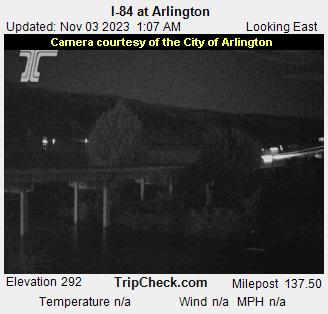 I-84 at Arlington
Updated: Nov 03 2023 1:07 AM Looking East
Camera courtesy of the City of Arlington
Elevation 292 TripCheck.com Milepost 137.50
Temperature n/a Wind n/a MPH n/a